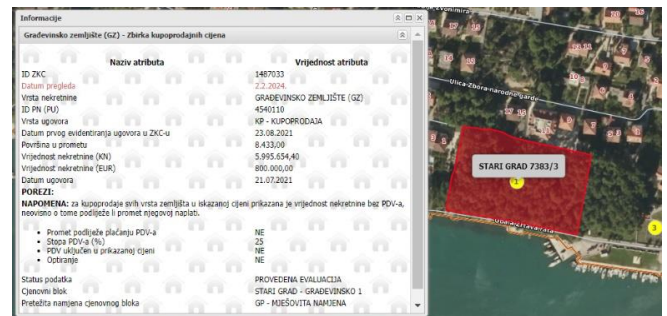 Informacije
Građevinsko zemljište (GZ) - Zbirka kupoprodajnih cijena
Naziv atributa Vrijednost atributa
ID ZKC 1487033
Datum pregleda 2.2.2024.
Vrsta nekretnine GRAĐEVINSKO ZEMLJIŠTE (GZ)
ID PN (PU) 4540110
Vrsta ugovora KP - KUPOPRODAJA
Datum prvog evidentiranja ugovora u ZKC-u 23.08.2021
Površina u prometu 8.433,00
Vrijednost nekretnine (KN) 5.995.654,40
Vrijednost nekretnine (EUR) 800.000,00
Datum ugovora 21.07.2021
POREZI:
NAPOMENA: za kupoprodaje svih vrsta zemljišta u iskazanoj cijeni prikazana je vrijednost nekretnine bez PDV-a,
neovisno o tome podliježe li promet njegovoj naplati.
• Promet podliježe plaćanju PDV-a NE
• Stopa PDV-a (%) 25
• PDV uključen u prikazanoj cijeni NE
• Optiranje NE
Status podatka PROVEDENA EVALUACIJA
Cjenovni blok STARI GRAD - GRAĐEVINSKO 1
Pretežita namjena cjenovnog bloka GP - MJEŠOVITA NAMJENA
Ulica-Zbora-narodne-garde
STARI GRAD 7383/3
1
3